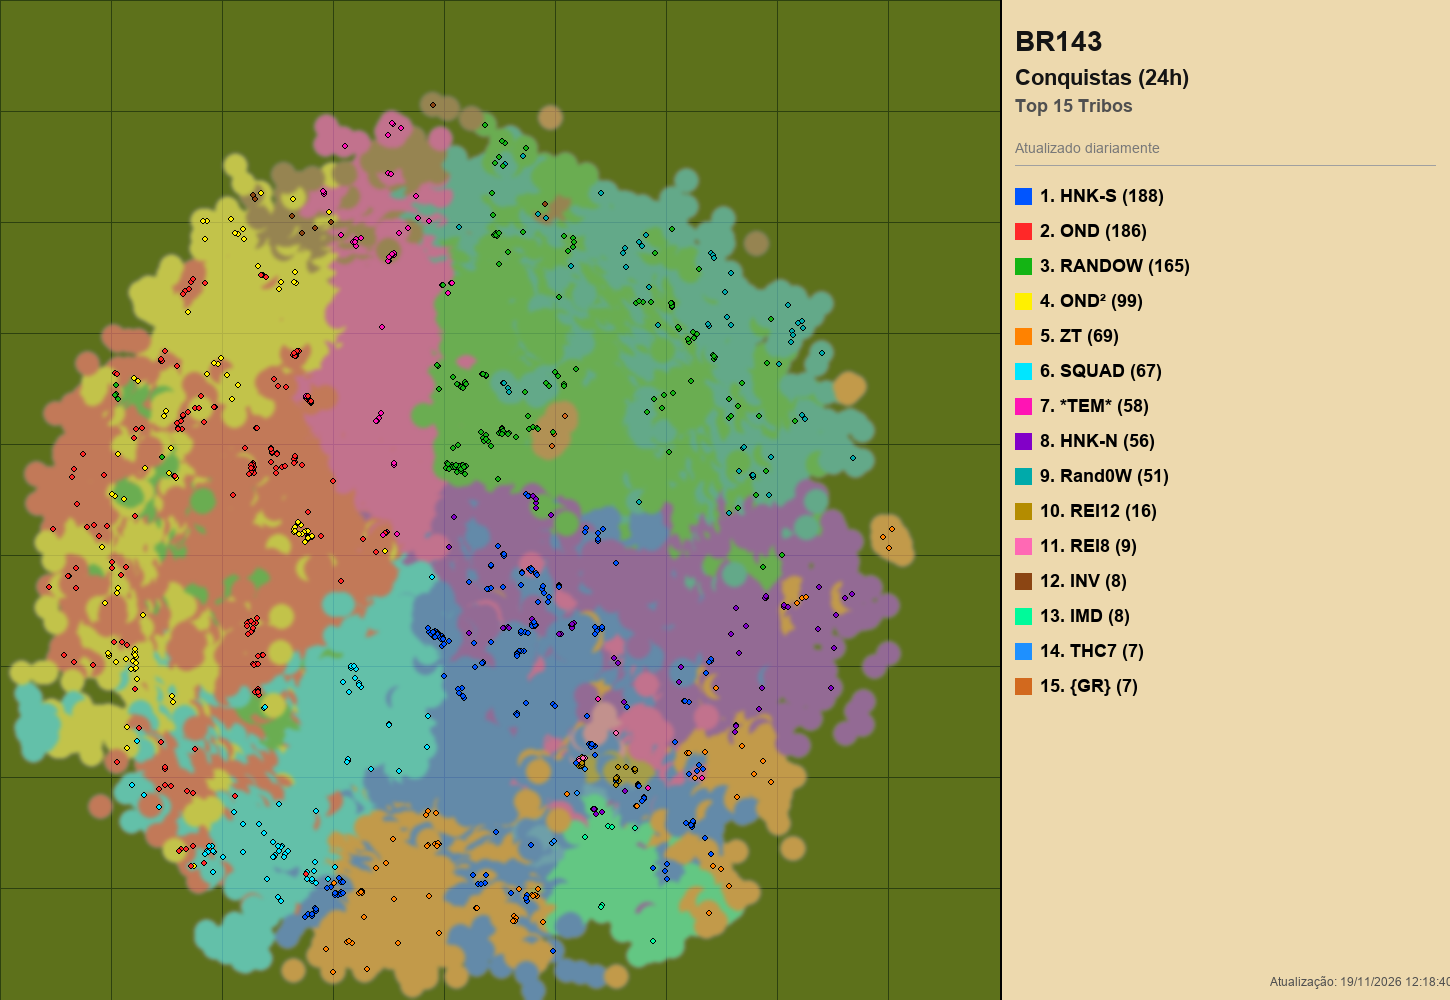 BR143
Conquistas (24h)
Top 15 Tribos
Atualizado diariamente
1. HNK-S (188)
2. OND (186)
3. RANDOW (165)
4. OND² (99)
5. ZT (69)
6. SQUAD (67)
7. *TEM* (58)
8. HNK-N (56)
9. Rand0W (51)
10. REI12 (16)
11. REI8 (9)
12. INV (8)
13. IMD (8)
14. THC7 (7)
15. {GR} (7)
Atualização: 19/11/2026 12:18:40